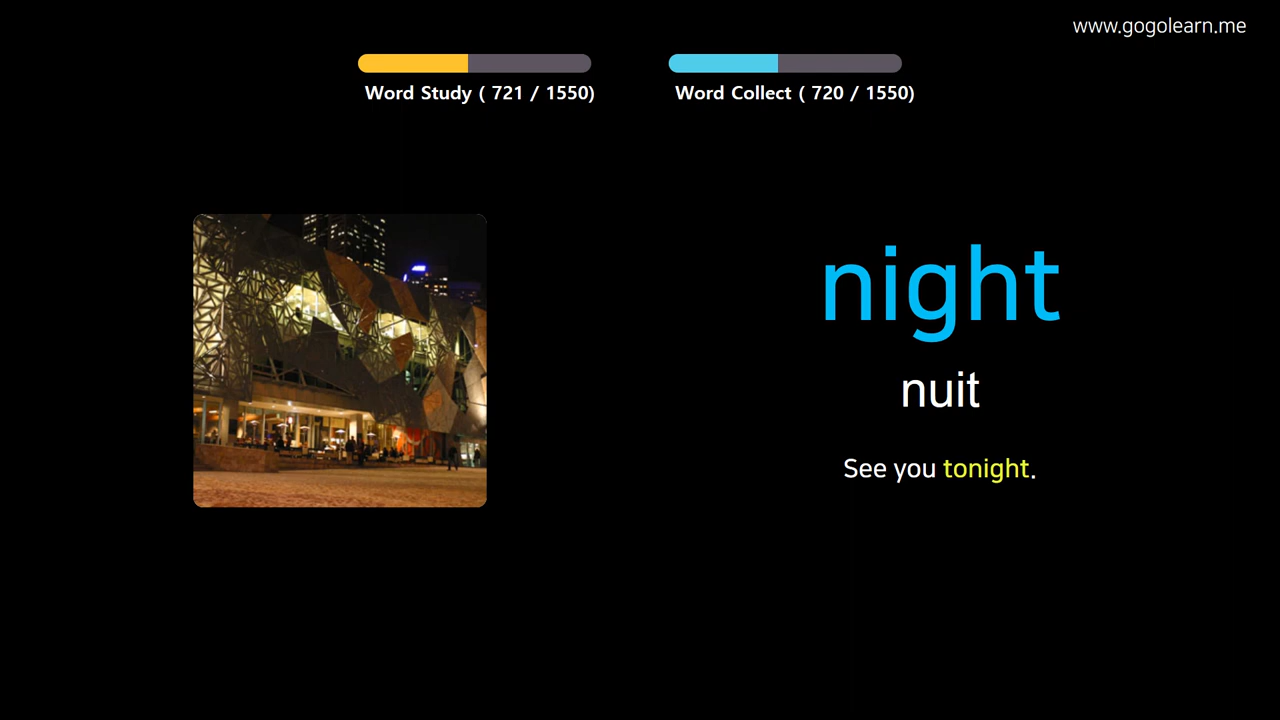 www.gogolearn.me
Word Study ( 721 / 1550)
Word Collect ( 720 / 1550)
night
nuit
See you tonight.